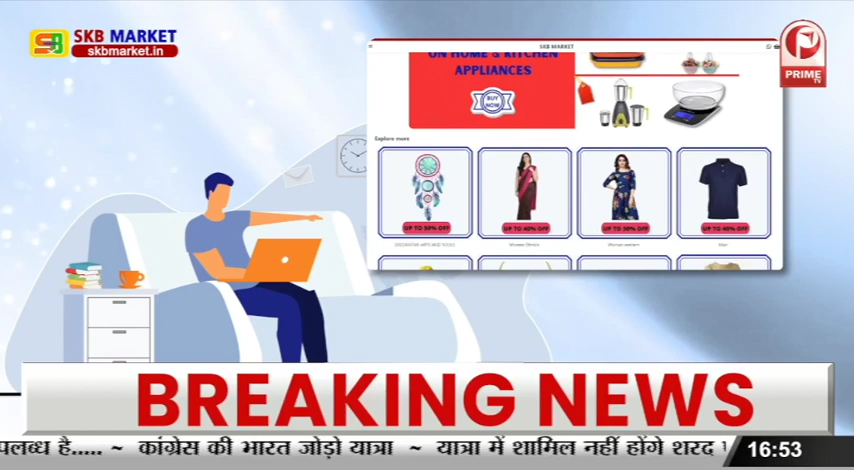 SKB MARKET
skbmarket.in
SKB MARKET
ON HOME & KITCHEN
APPLIANCES
BUY
NOW
PRIME
TV
Explore more
UP TO 50% OFF
UP TO 40% OFF
UP TO 50% OFF
UP TO 40% OFF
Men
BREAKING NEWS
पलब्ध है..... ~ कांग्रेस की भारत जोड़ो यात्रा ~ यात्रा में शामिल नहीं होंगे शरद
16:53